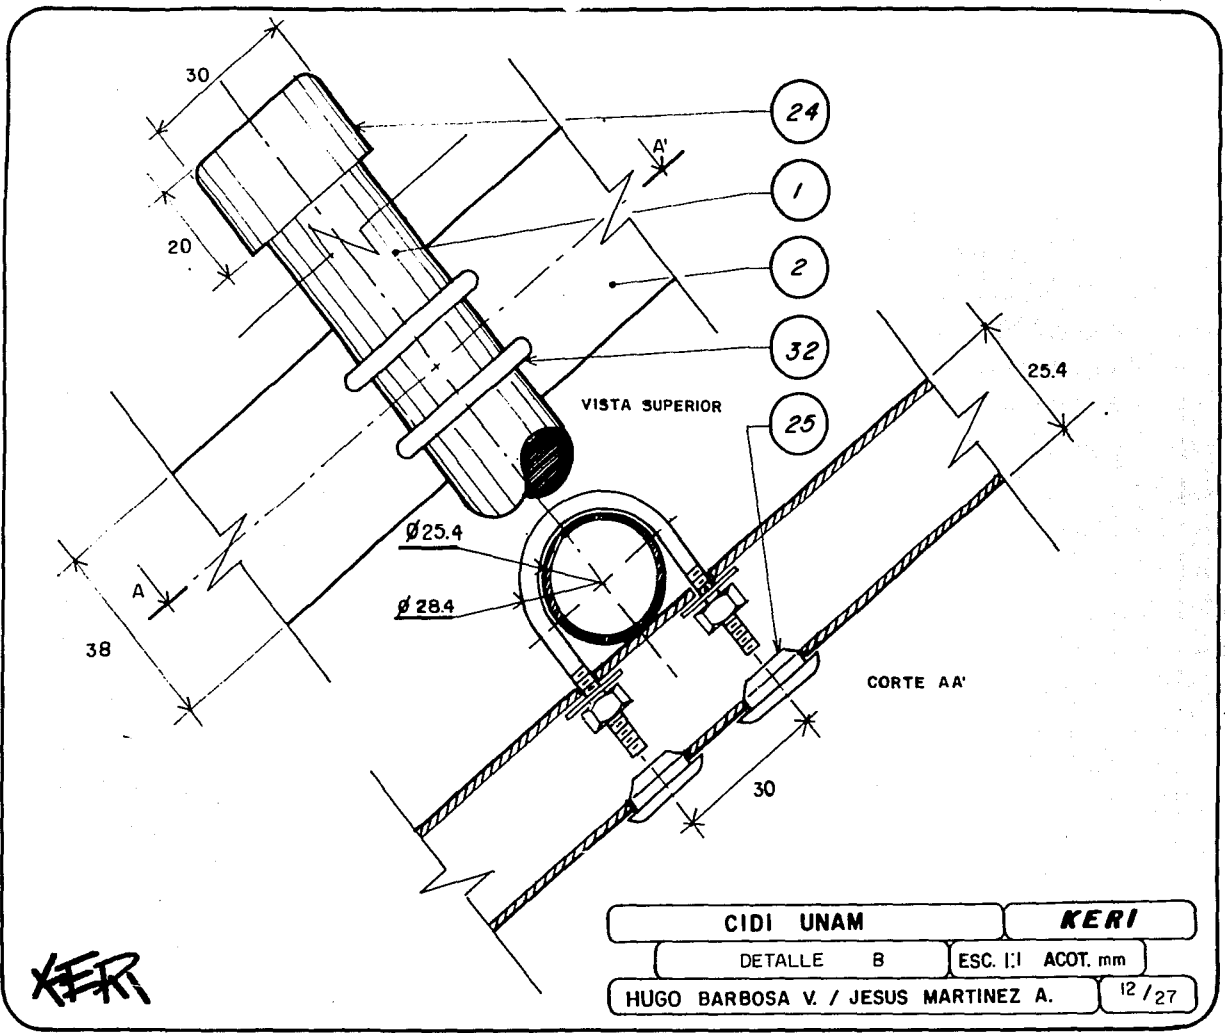 30
24
A'
1
20
2
32
25.4
VISTA SUPERIOR
25
Ø25.4
A
Ø28.4
38
CORTE AA'
30
CIDI UNAM KERI
DETALLE B ESC. 1:1 ACOT. mm
HUGO BARBOSA V. / JESUS MARTINEZ A. 12/27
KERI